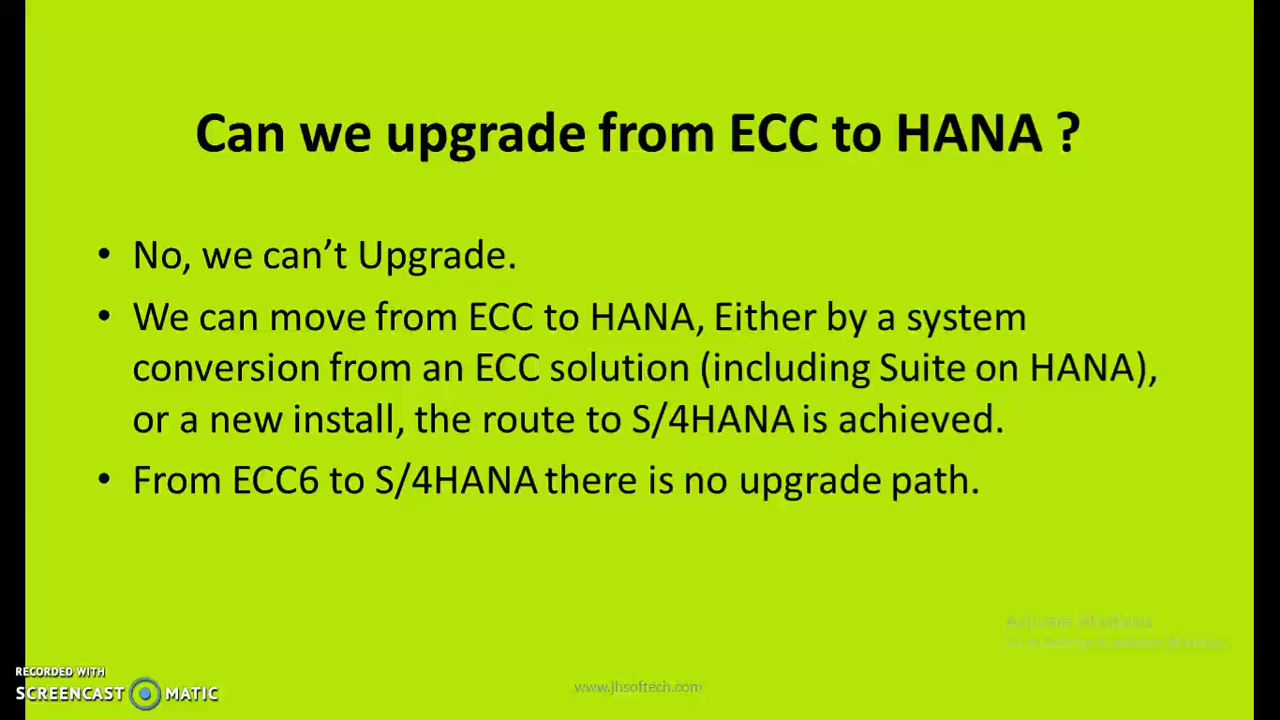 Can we upgrade from ECC to HANA ?
• No, we can’t Upgrade.
• We can move from ECC to HANA, Either by a system
conversion from an ECC solution (including Suite on HANA),
or a new install, the route to S/4HANA is achieved.
• From ECC6 to S/4HANA there is no upgrade path.
Activate Windows
RECORDED WITH
SCREENCAST MATIC
www.jhsoftech.com